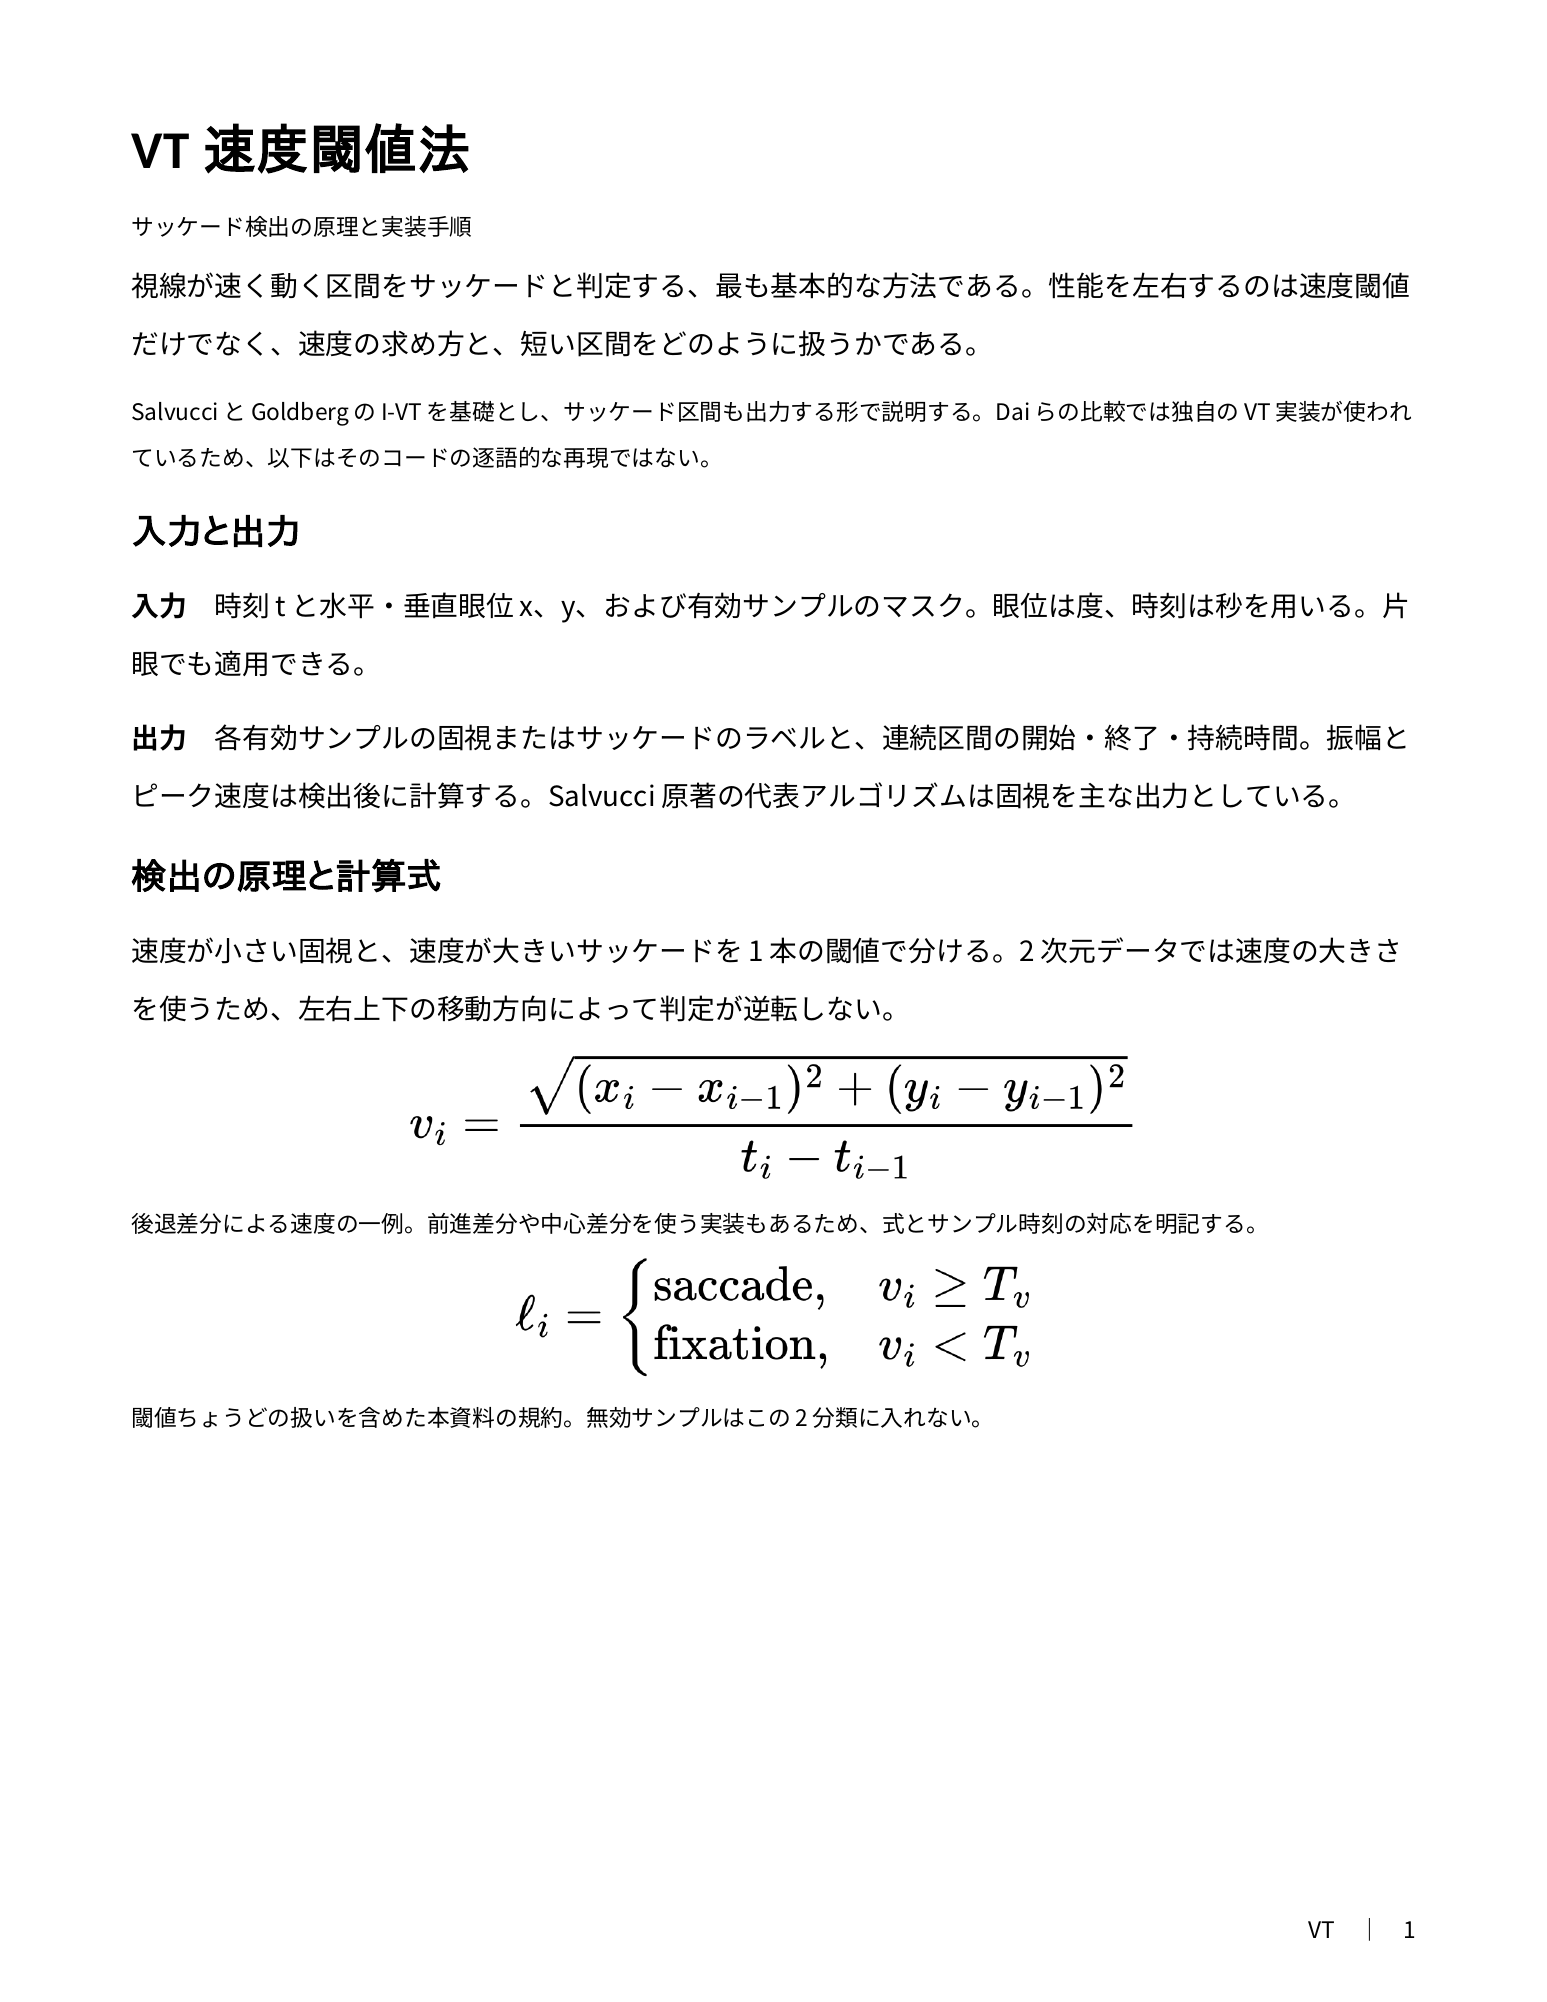 VT 速度閾値法
サッケード検出の原理と実装手順
視線が速く動く区間をサッケードと判定する、最も基本的な方法である。性能を左右するのは速度閾値
だけでなく、速度の求め方と、短い区間をどのように扱うかである。
Salvucci と Goldberg の I-VT を基礎とし、サッケード区間も出力する形で説明する。Dai らの比較では独自の VT 実装が使われ
ているため、以下はそのコードの逐語的な再現ではない。
入力と出力
入力　時刻 t と水平・垂直眼位 x、y、および有効サンプルのマスク。眼位は度、時刻は秒を用いる。片
眼でも適用できる。
出力　各有効サンプルの固視またはサッケードのラベルと、連続区間の開始・終了・持続時間。振幅と
ピーク速度は検出後に計算する。Salvucci 原著の代表アルゴリズムは固視を主な出力としている。
検出の原理と計算式
速度が小さい固視と、速度が大きいサッケードを 1 本の閾値で分ける。2 次元データでは速度の大きさ
を使うため、左右上下の移動方向によって判定が逆転しない。
v_i = \frac{\sqrt{(x_i - x_{i-1})^2 + (y_i - y_{i-1})^2}}{t_i - t_{i-1}}
後退差分による速度の一例。前進差分や中心差分を使う実装もあるため、式とサンプル時刻の対応を明記する。
\ell_i = \begin{cases} \text{saccade,} & v_i \geq T_v \\ \text{fixation,} & v_i < T_v \end{cases}
閾値ちょうどの扱いを含めた本資料の規約。無効サンプルはこの 2 分類に入れない。
VT ｜ 1